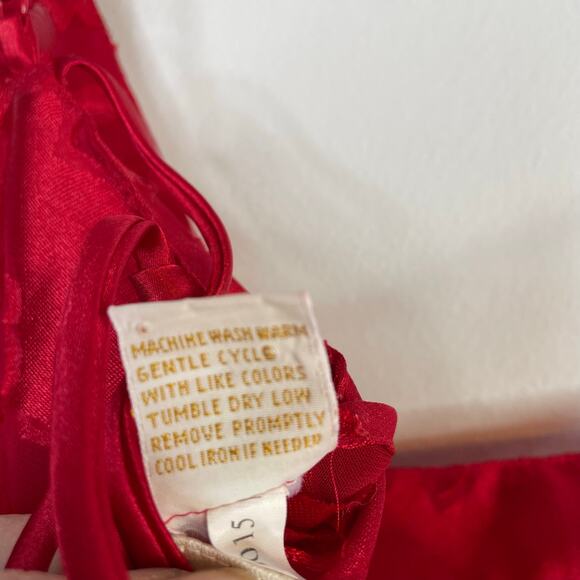 MACHINE WASH WARM
GENTLE CYCLE
WITH LIKE COLORS
TUMBLE DRY LOW
REMOVE PROMPTLY
COOL IRON IF NEEDED